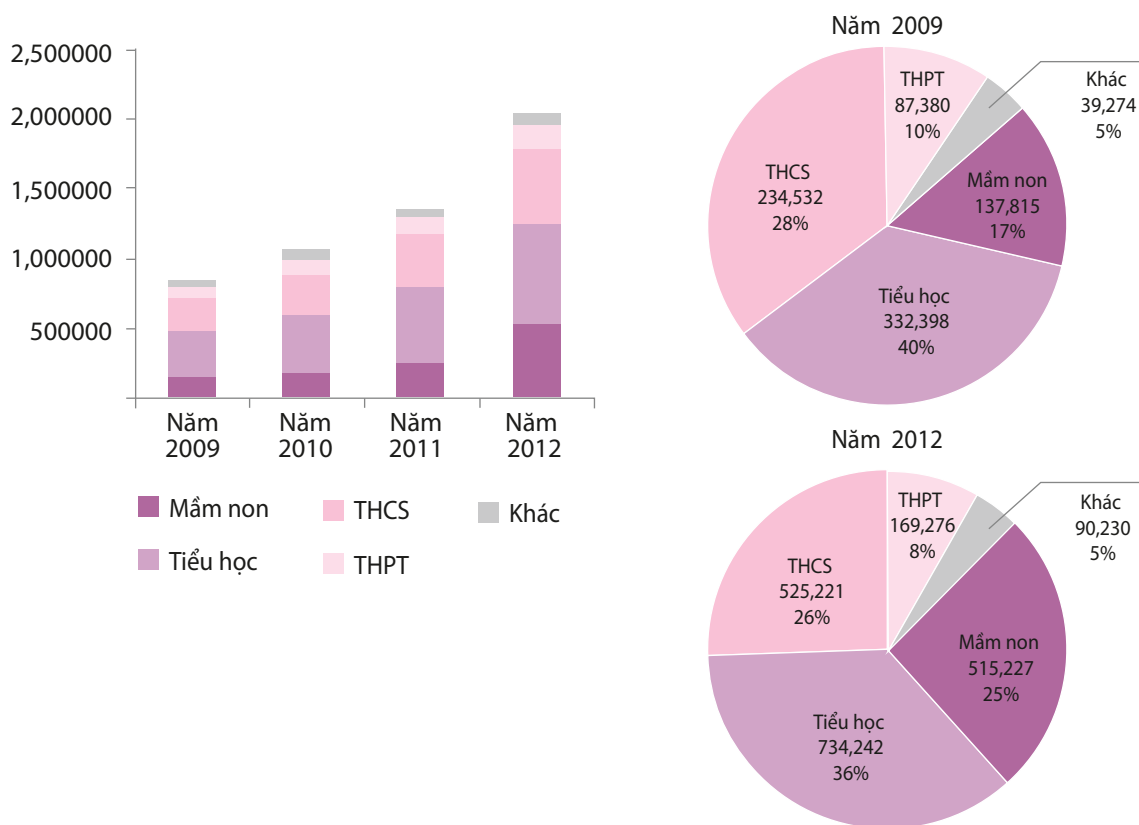 2,500000
2,000000
1,500000
1,000000
500000
Năm
2009
Năm
2010
Năm
2011
Năm
2012
Mầm non
THCS
Khác
Tiểu học
THPT
Năm 2009
THPT
87,380
10%
Khác
39,274
5%
THCS
234,532
28%
Mầm non
137,815
17%
Tiểu học
332,398
40%
Năm 2012
THPT
169,276
8%
Khác
90,230
5%
THCS
525,221
26%
Mầm non
515,227
25%
Tiểu học
734,242
36%